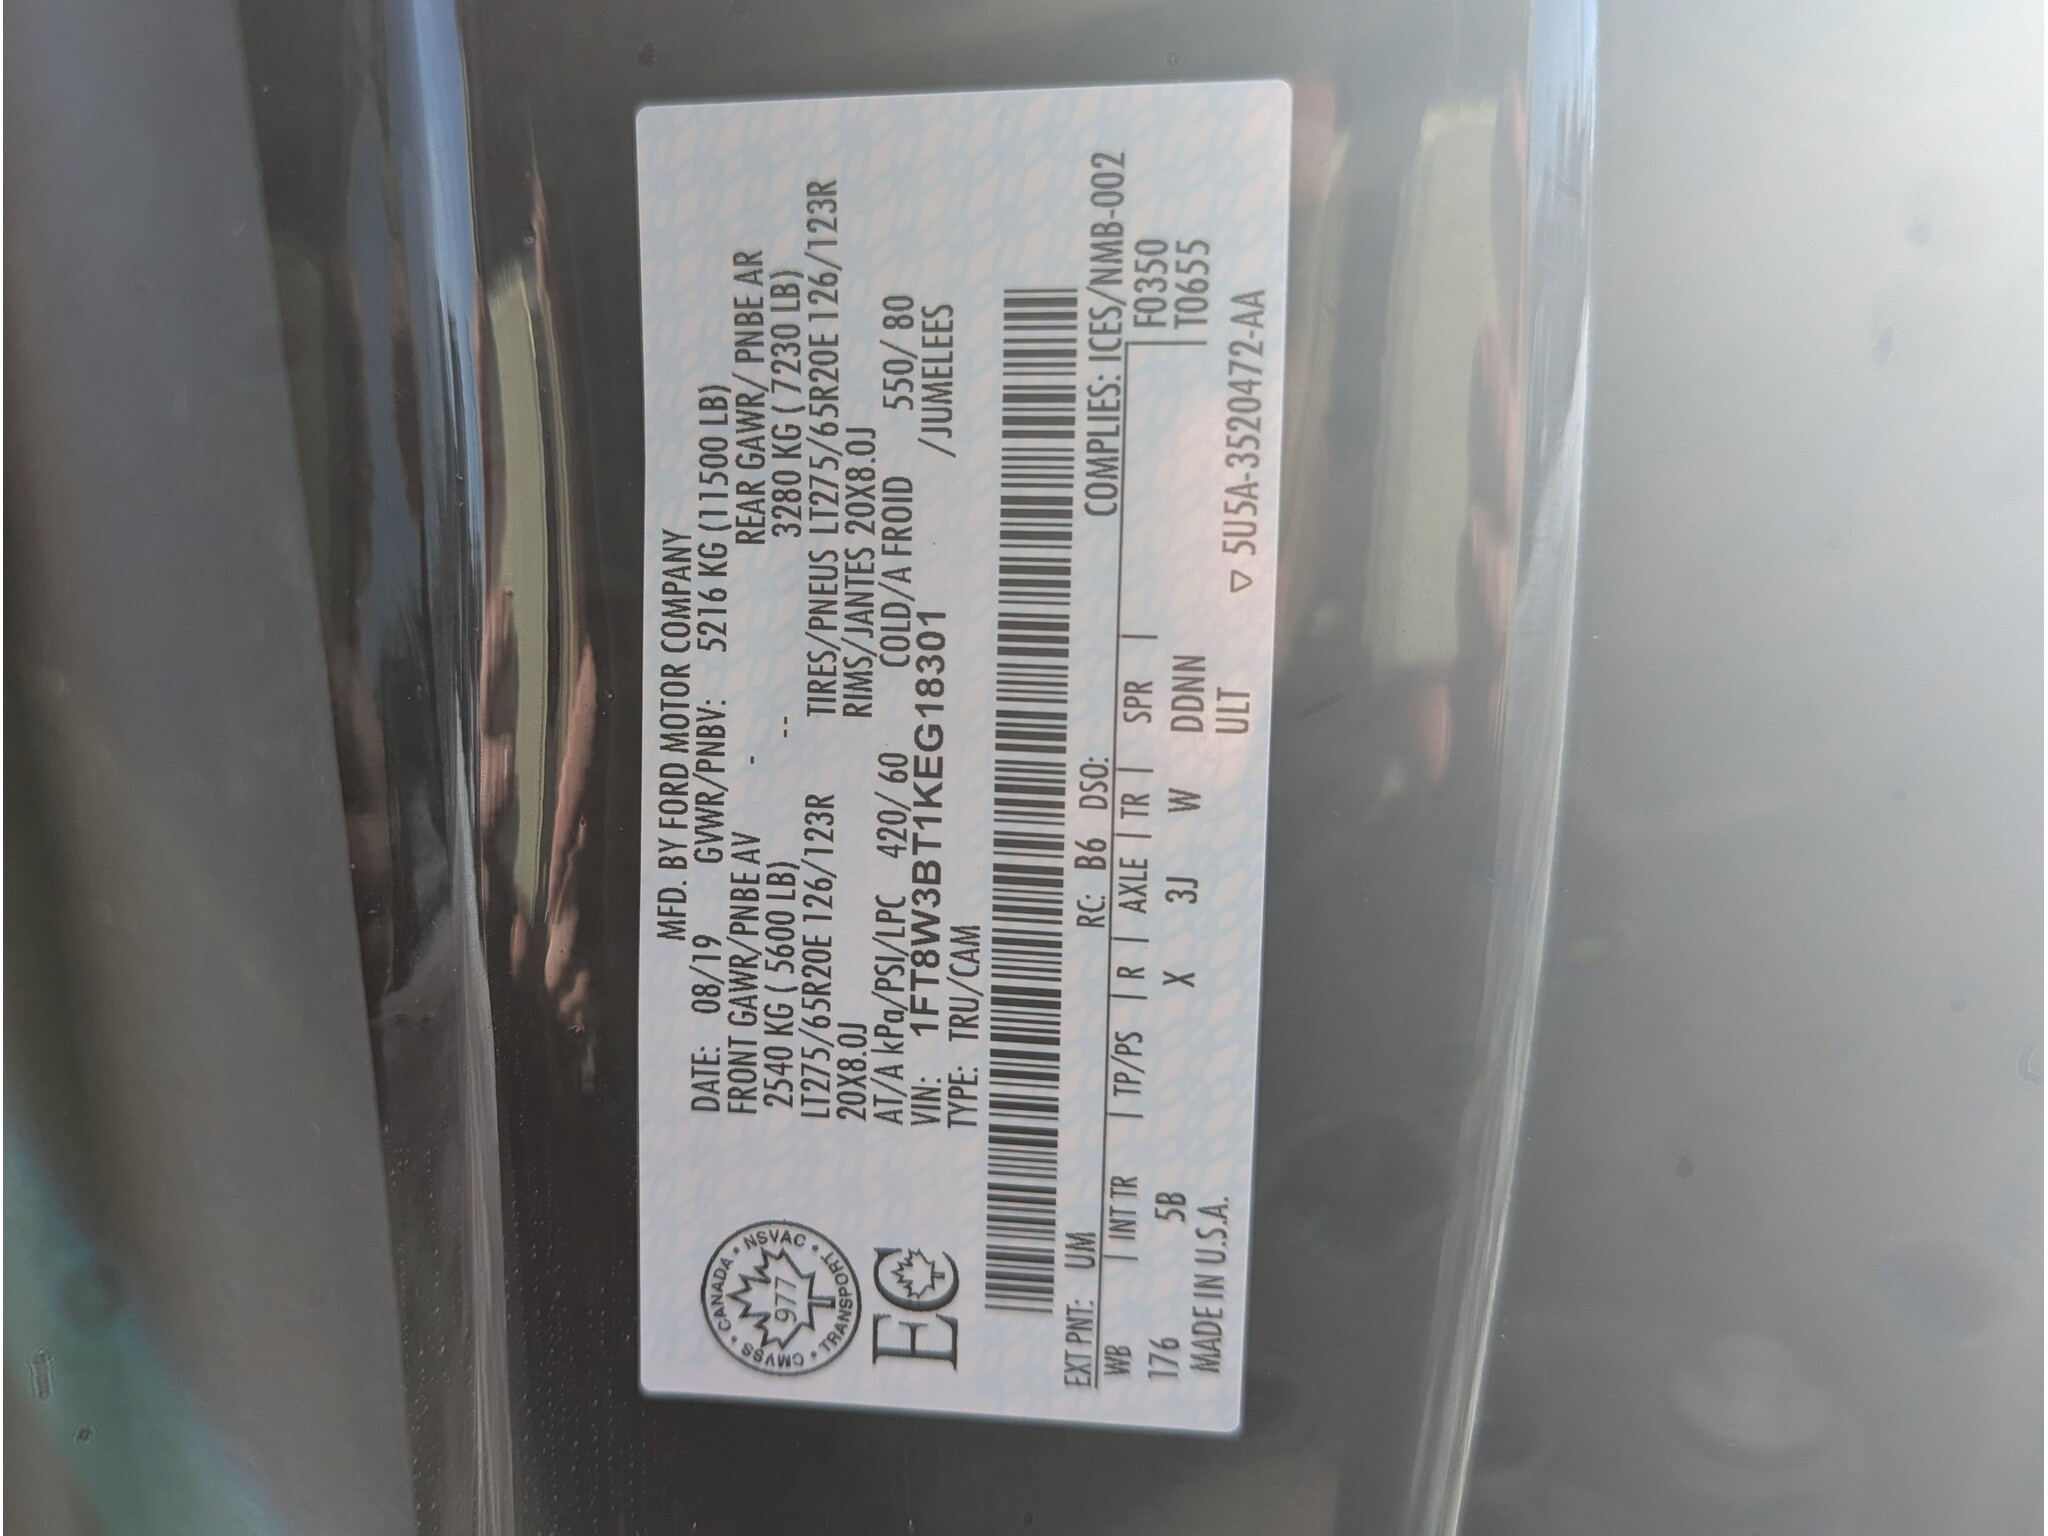 MFD. BY FORD MOTOR COMPANY
DATE: 08/19 GVWR/PNBV: 5216 KG (11500 LB)
FRONT GAWR/PNBE AV - REAR GAWR/ PNBE AR
2540 KG ( 5600 LB) -- 3280 KG ( 7230 LB)
LT275/65R20E 126/123R TIRES/PNEUS LT275/65R20E 126/123R
20X8.0J RIMS/JANTES 20X8.0J
AT/A kPa/PSI/LPC 420/ 60 COLD/A FROID 550/ 80
VIN: 1FT8W3BT1KEG18301 /JUMELEES
TYPE: TRU/CAM
CANADA • NSVAC • TRANSPORT • CMVSS •
977
EC
COMPLIES: ICES/NMB-002
EXT PNT: UM RC: B6 DSO: F0350
WB | INT TR | TP/PS | R | AXLE | TR | SPR | T0655
176 5B X 3J W DDNN
MADE IN U.S.A. ULT ▽ 5U5A-3520472-AA